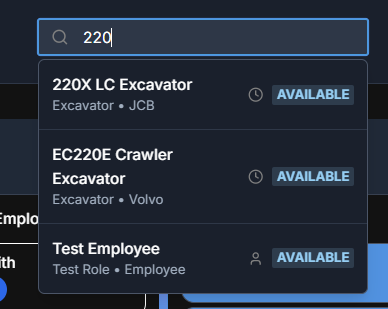 220
220X LC Excavator
AVAILABLE
Excavator • JCB
EC220E Crawler
Excavator
AVAILABLE
Excavator • Volvo
Test Employee
AVAILABLE
Test Role • Employee
Emplo
ith